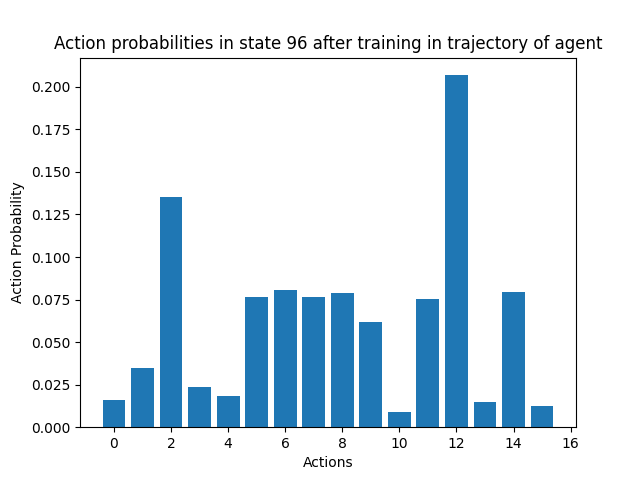 Action probabilities in state 96 after training in trajectory of agent
0.200
0.175
0.150
0.125
0.100
0.075
0.050
0.025
0.000
Action Probability
0 2 4 6 8 10 12 14 16
Actions